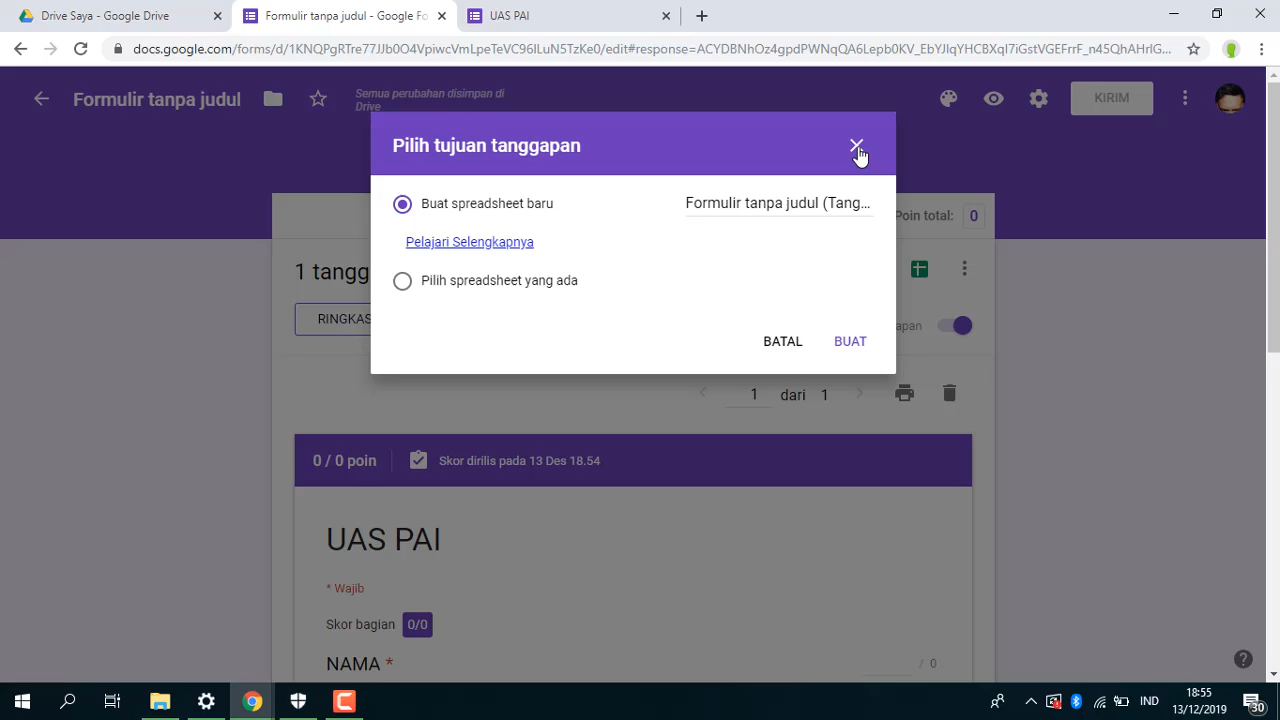 Drive Saya - Google Drive
Formulir tanpa judul - Google Fo
UAS PAI
docs.google.com/forms/d/1KNQPgRTre77JJb0O4VpiwcVmLpeTeVC96ILuN5TzKe0/edit#response=ACYDBNhOz4gpdPWNqQA6Lepb0KV_EbYJIqYHCBXqI7iGstVGEFrrF_n45QhAHrlG...
Formulir tanpa judul
Semua perubahan disimpan di
Drive
KIRIM
Pilih tujuan tanggapan
Buat spreadsheet baru
Formulir tanpa judul (Tang...
Poin total: 0
Pelajari Selengkapnya
1 tangg
Pilih spreadsheet yang ada
RINGKAS
apan
BATAL
BUAT
1 dari 1
0 / 0 poin
Skor dirilis pada 13 Des 18.54
UAS PAI
* Wajib
Skor bagian 0/0
NAMA *
/ 0
IND
18:55
13/12/2019
30